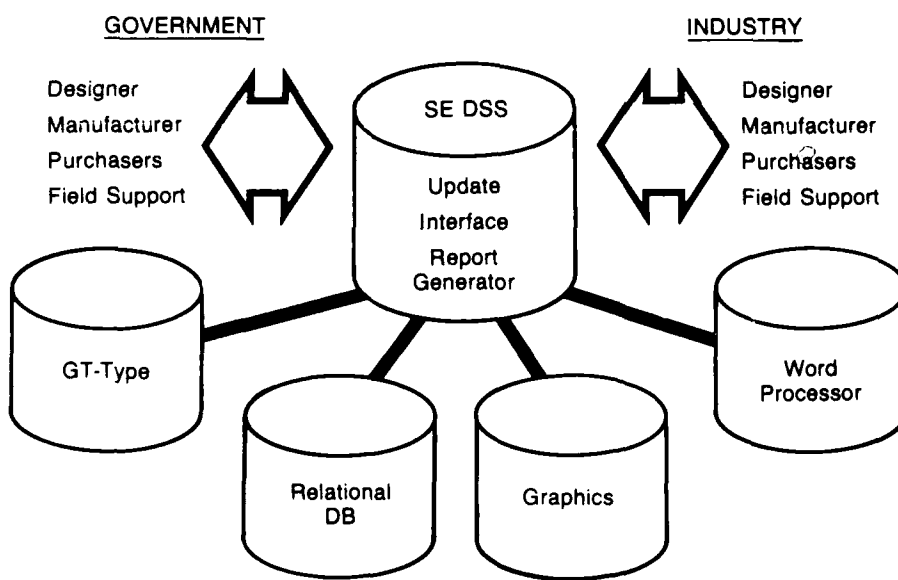 GOVERNMENT
Designer
Manufacturer
Purchasers
Field Support
SE DSS
Update
Interface
Report
Generator
INDUSTRY
Designer
Manufacturer
Purchasers
Field Support
GT-Type
Relational
DB
Graphics
Word
Processor